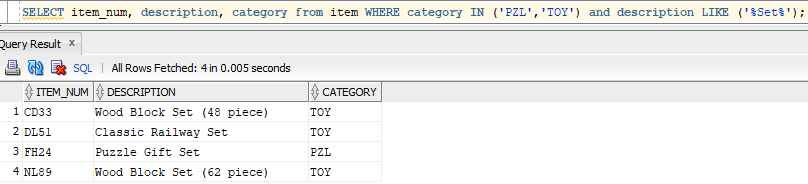 SELECT item_num, description, category from item WHERE category IN ('PZL','TOY') and description LIKE ('%Set%');
Query Result ×
SQL | All Rows Fetched: 4 in 0.005 seconds
ITEM_NUM DESCRIPTION CATEGORY
1 CD33 Wood Block Set (48 piece) TOY
2 DL51 Classic Railway Set TOY
3 FH24 Puzzle Gift Set PZL
4 NL89 Wood Block Set (62 piece) TOY